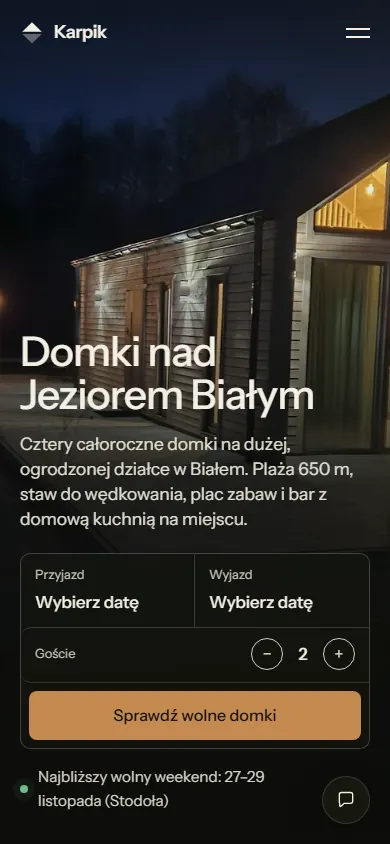 Karpik
Domki nad
Jeziorem Białym
Cztery całoroczne domki na dużej,
ogrodzonej działce w Białem. Plaża 650 m,
staw do wędkowania, plac zabaw i bar z
domową kuchnią na miejscu.
Przyjazd
Wyjazd
Wybierz datę
Wybierz datę
Goście
− 2 +
Sprawdź wolne domki
Najbliższy wolny weekend: 27–29
listopada (Stodoła)